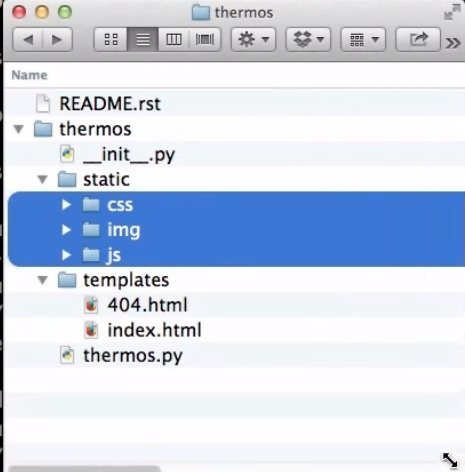 thermos
Name
README.rst
thermos
__init__.py
static
css
img
js
templates
404.html
index.html
thermos.py